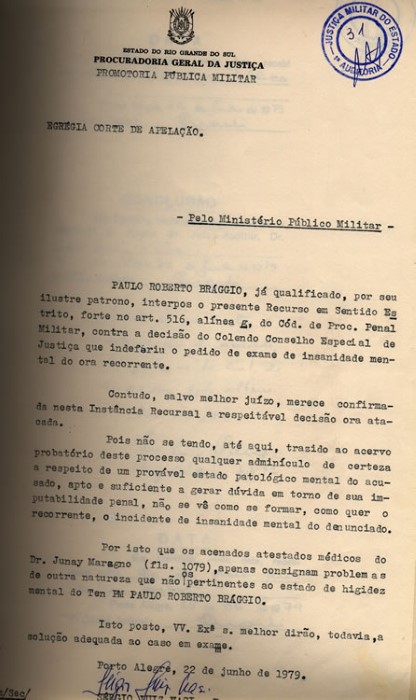 ESTADO DO RIO GRANDE DO SUL
PROCURADORIA GERAL DA JUSTIÇA
PROMOTORIA PÚBLICA MILITAR
JUSTIÇA MILITAR DO ESTADO
31
1ª AUDITORIA
EGRÉGIA CORTE DE APELAÇÃO.
- Pelo Ministério Público Militar -
PAULO ROBERTO BRÁGGIO, já qualificado, por seu
ilustre patrono, interpos o presente Recurso em Sentido Es
trito, forte no art. 516, alínea g, do Cód. de Proc. Penal
Militar, contra a decisão do Colendo Conselho Especial de
Justiça que indefériu o pedido de exame de insanidade men-
tal do ora recorrente.
Contudo, salvo melhor juízo, merece confirma-
da nesta Instância Recursal a respeitável decisão ora ata-
cada.
Pois não se tendo, até aqui, trazido ao acervo
probatório deste processo qualquer adminículo de certeza
a respeito de um provável estado patológico mental do acu-
sado, apto e suficiente a gerar dúvida em torno de sua im-
putabilidade penal, não se vê como se formar, como quer o
recorrente, o incidente de insanidade mental do denunciado.
Por isto que os acenados atestados médicos do
Dr. Junay Maragno (fls. 1079), apenas consignam problemas
de outra natureza que não os pertinentes ao estado de higidez
mental do Ten PM PAULO ROBERTO BRÁGGIO.
Isto posto, VV. Exªs. melhor dirão, todavia, a
solução adequada ao caso em exame.
Porto Alegre, 22 de junho de 1979.
SÉRGIO LUIZ
/Sec/